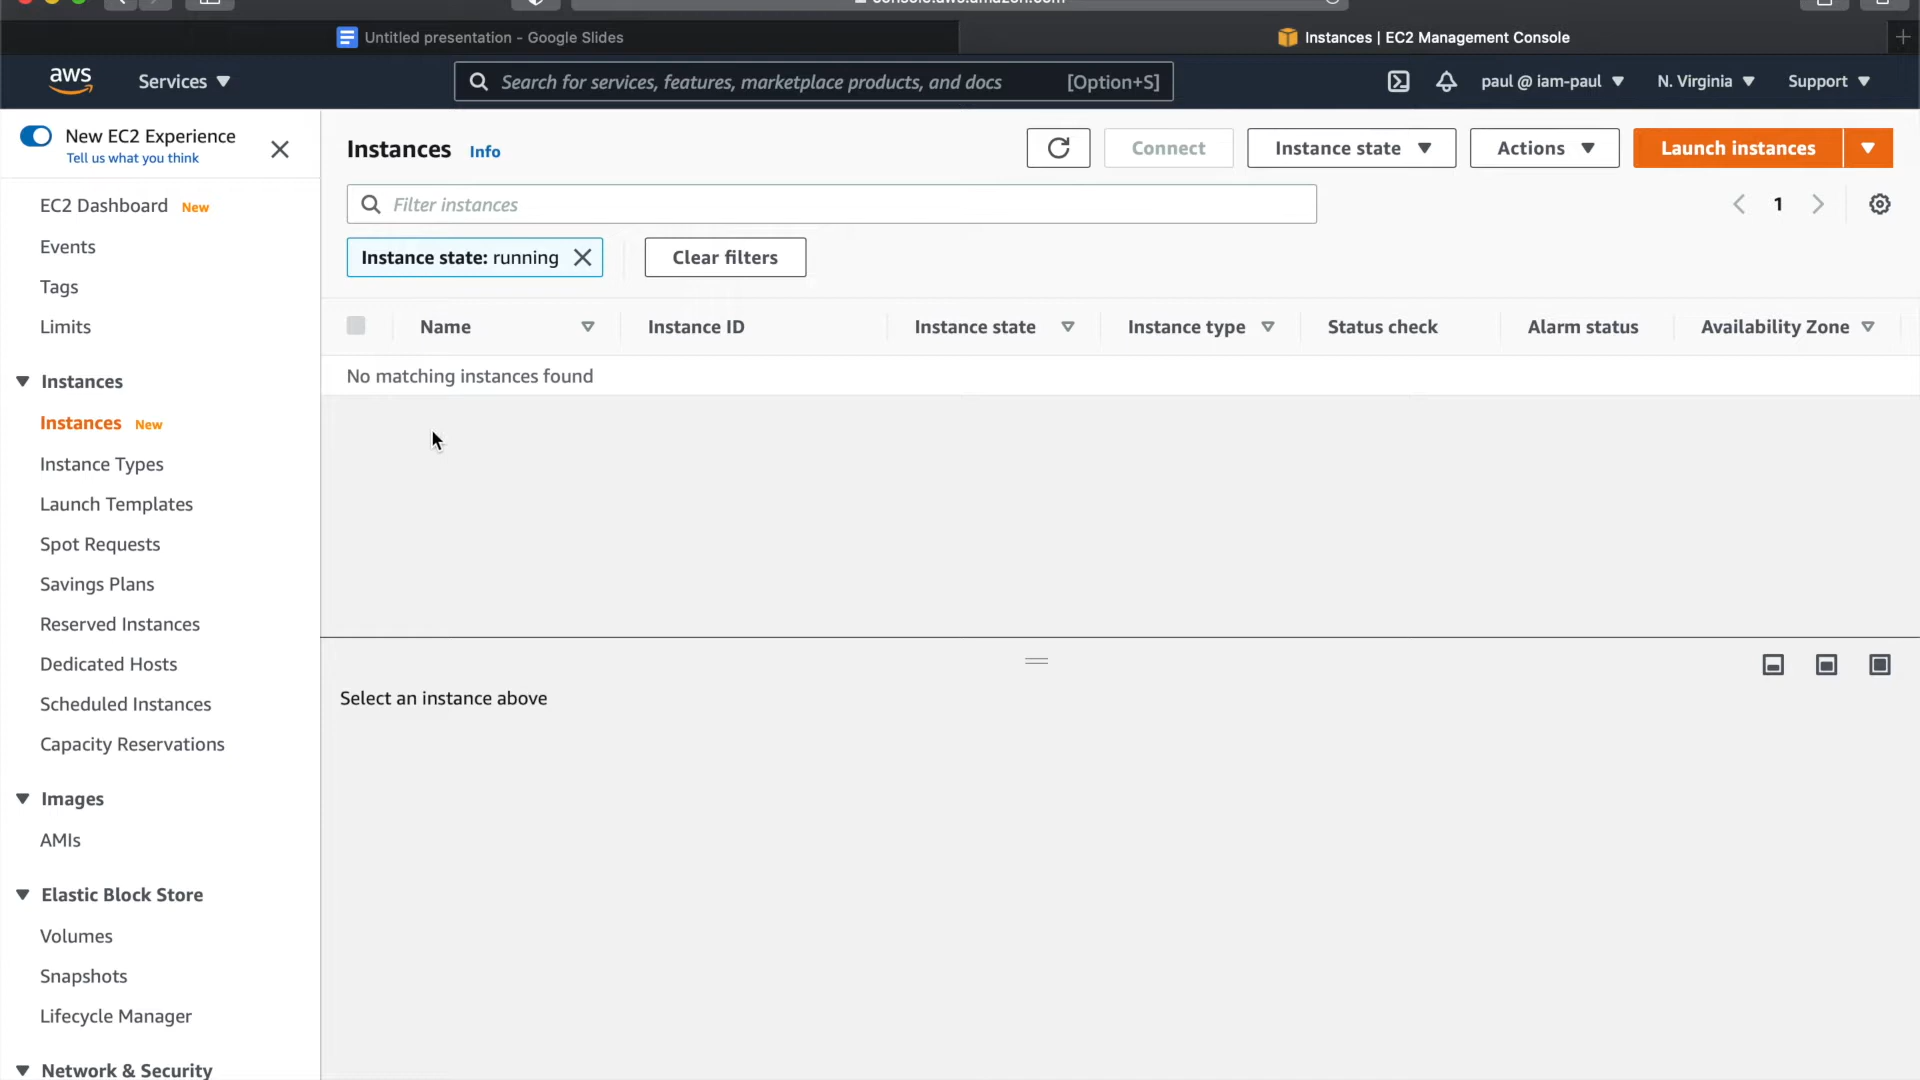 Untitled presentation - Google Slides
Instances | EC2 Management Console
aws
Services
Search for services, features, marketplace products, and docs
[Option+S]
paul @ iam-paul
N. Virginia
Support
New EC2 Experience
Tell us what you think
EC2 Dashboard New
Events
Tags
Limits
Instances
Instances New
Instance Types
Launch Templates
Spot Requests
Savings Plans
Reserved Instances
Dedicated Hosts
Scheduled Instances
Capacity Reservations
Images
AMIs
Elastic Block Store
Volumes
Snapshots
Lifecycle Manager
Network & Security
Instances Info
Connect
Instance state
Actions
Launch instances
Filter instances
1
Instance state: running
Clear filters
Name
Instance ID
Instance state
Instance type
Status check
Alarm status
Availability Zone
No matching instances found
Select an instance above